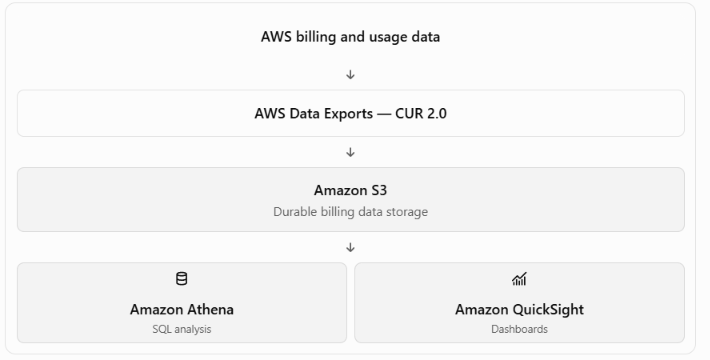 AWS billing and usage data
AWS Data Exports — CUR 2.0
Amazon S3
Durable billing data storage
Amazon Athena
SQL analysis
Amazon QuickSight
Dashboards